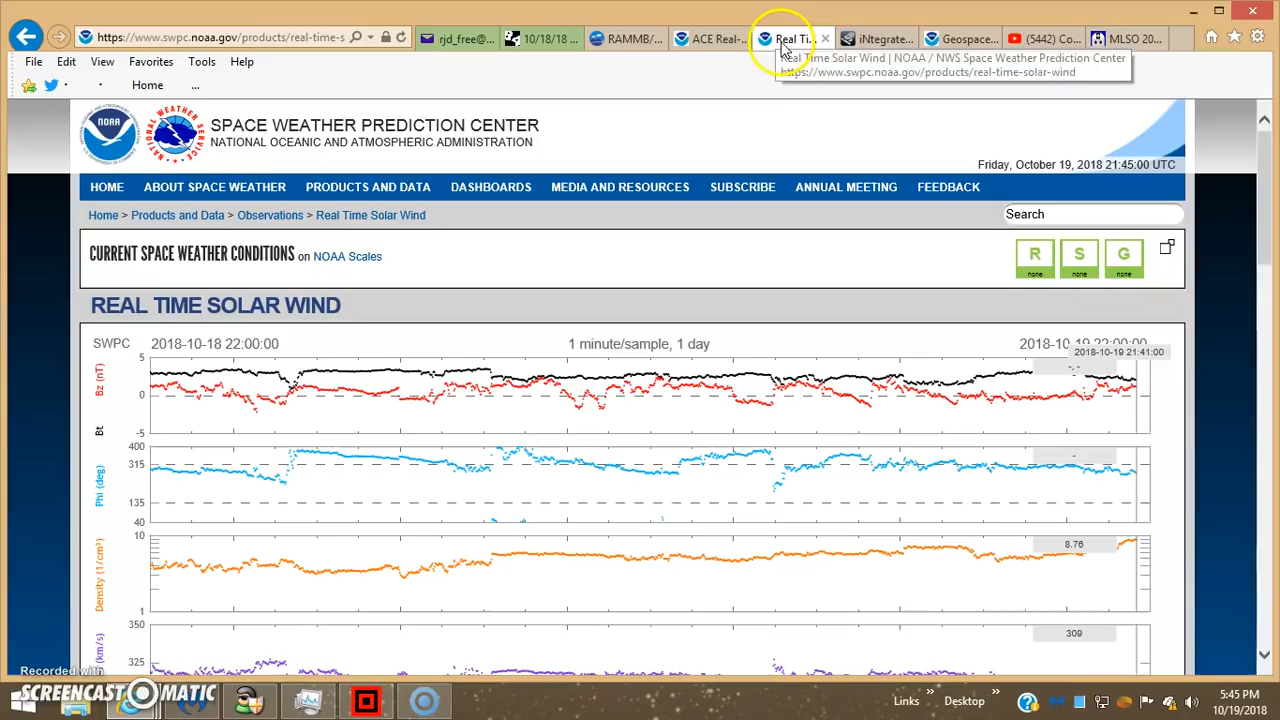 https://www.swpc.noaa.gov/products/real-time-s
rjd_free@...
10/18/18 ...
RAMMB/...
ACE Real-...
Real Ti...
iNtegrate...
Geospace...
(5442) Co...
MLSO 20...
File Edit View Favorites Tools Help
Real Time Solar Wind | NOAA / NWS Space Weather Prediction Center
https://www.swpc.noaa.gov/products/real-time-solar-wind
Home ...
NOAA
NATIONAL WEATHER SERVICE
SPACE WEATHER PREDICTION CENTER
NATIONAL OCEANIC AND ATMOSPHERIC ADMINISTRATION
Friday, October 19, 2018 21:45:00 UTC
HOME ABOUT SPACE WEATHER PRODUCTS AND DATA DASHBOARDS MEDIA AND RESOURCES SUBSCRIBE ANNUAL MEETING FEEDBACK
Home > Products and Data > Observations > Real Time Solar Wind
Search
CURRENT SPACE WEATHER CONDITIONS on NOAA Scales
R S G
none none none
REAL TIME SOLAR WIND
SWPC 2018-10-18 22:00:00 1 minute/sample, 1 day 2018-10-19 22:00:00
2018-10-19 21:41:00
5
0
-5
Bz (nT)
Bt
-.-
400
315
135
40
Phi (deg)
-
10
1
Density (1/cm³)
8.76
350
325
(km/s)
309
Recorded with
SCREENCAST-O-MATIC
Links »
Desktop »
5:45 PM
10/19/2018